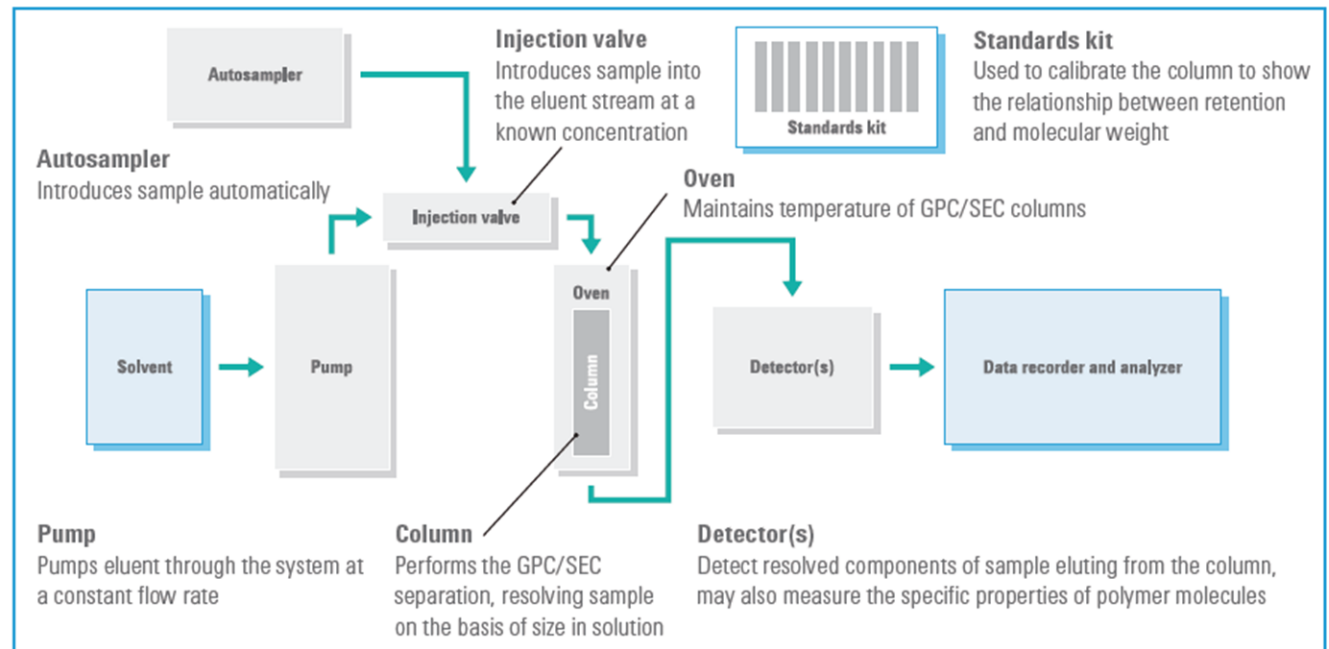 Autosampler
Autosampler
Introduces sample automatically
Injection valve
Introduces sample into
the eluent stream at a
known concentration
Injection valve
Standards kit
Standards kit
Used to calibrate the column to show
the relationship between retention
and molecular weight
Oven
Maintains temperature of GPC/SEC columns
Solvent
Pump
Oven
Column
Detector(s)
Data recorder and analyzer
Pump
Pumps eluent through the system at
a constant flow rate
Column
Performs the GPC/SEC
separation, resolving sample
on the basis of size in solution
Detector(s)
Detect resolved components of sample eluting from the column,
may also measure the specific properties of polymer molecules